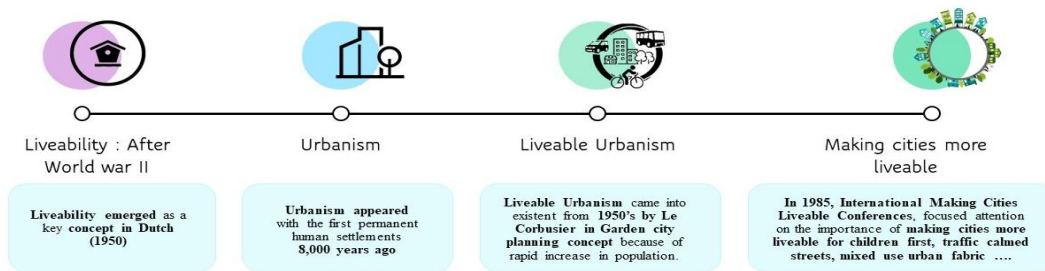 Liveability : After
World war II
Urbanism
Liveable Urbanism
Making cities more
liveable
Liveability emerged as a
key concept in Dutch
(1950)
Urbanism appeared
with the first permanent
human settlements
8,000 years ago
Liveable Urbanism came into
existent from 1950's by Le
Corbusier in Garden city
planning concept because of
rapid increase in population.
In 1985, International Making Cities
Liveable Conferences, focused attention
on the importance of making cities more
liveable for children first, traffic calmed
streets, mixed use urban fabric ....